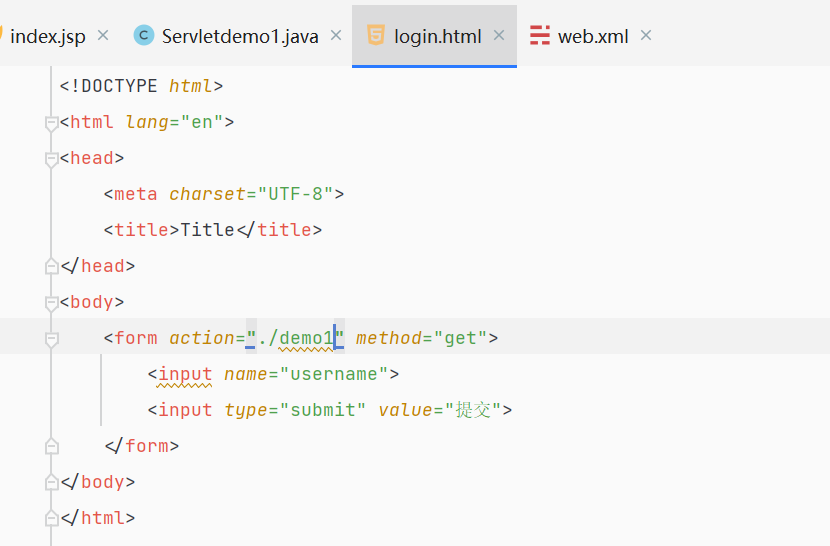 index.jsp × C Servletdemo1.java × login.html × web.xml ×
<!DOCTYPE html>
<html lang="en">
<head>
    <meta charset="UTF-8">
    <title>Title</title>
</head>
<body>
    <form action="./demo1" method="get">
        <input name="username">
        <input type="submit" value="提交">
    </form>
</body>
</html>